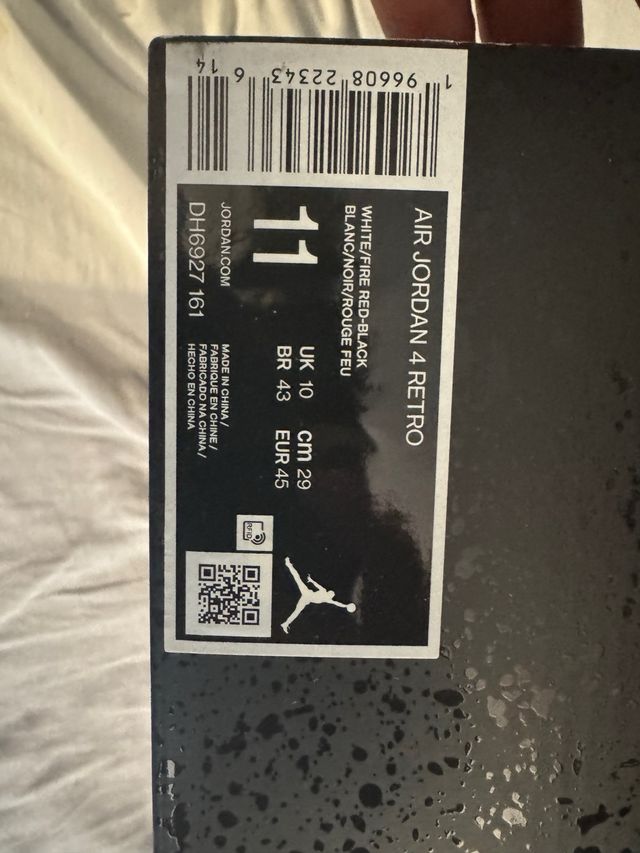 AIR JORDAN 4 RETRO
WHITE/FIRE RED-BLACK
BLANC/NOIR/ROUGE FEU
11
UK 10 cm 29
BR 43 EUR 45
JORDAN.COM
DH6927 161
MADE IN CHINA /
FABRIQUE EN CHINE /
FABRICADO NA CHINA /
HECHO EN CHINA
RFID
1 96608 22343 6 14